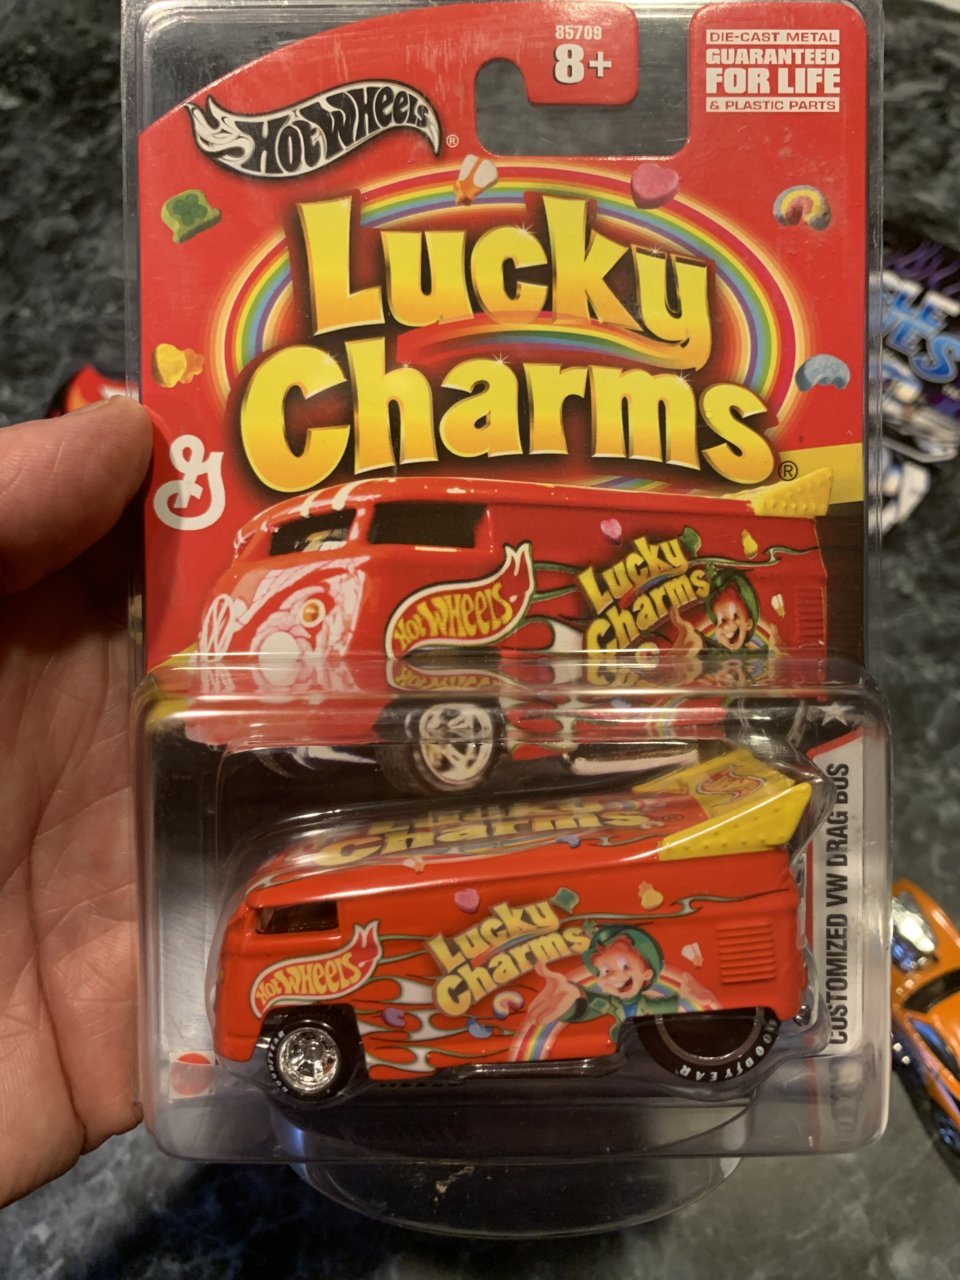 85709
8+
DIE-CAST METAL
GUARANTEED
FOR LIFE
& PLASTIC PARTS
HOT WHEELS®
Lucky
Charms®
G
HOT WHEELS
Lucky
Charms
CUSTOMIZED VW DRAG BUS
Lucky
Charms
HOT WHEELS
Lucky
Charms
GOODYEAR